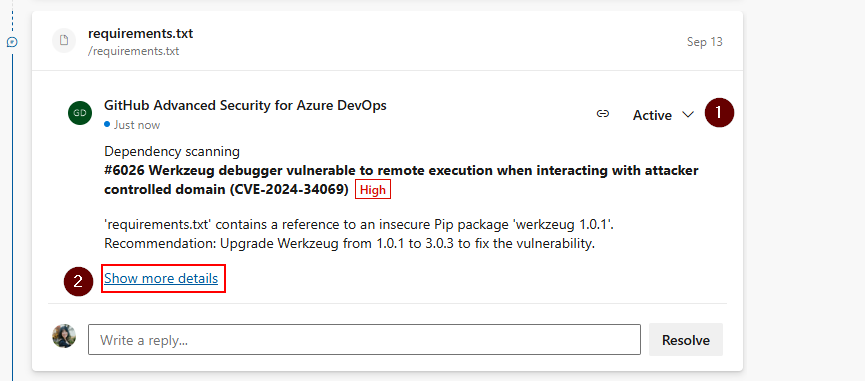 requirements.txt
/requirements.txt
Sep 13
GD
GitHub Advanced Security for Azure DevOps
Just now
Active
1
Dependency scanning
#6026 Werkzeug debugger vulnerable to remote execution when interacting with attacker
controlled domain (CVE-2024-34069) High
'requirements.txt' contains a reference to an insecure Pip package 'werkzeug 1.0.1'.
Recommendation: Upgrade Werkzeug from 1.0.1 to 3.0.3 to fix the vulnerability.
2
Show more details
Write a reply...
Resolve